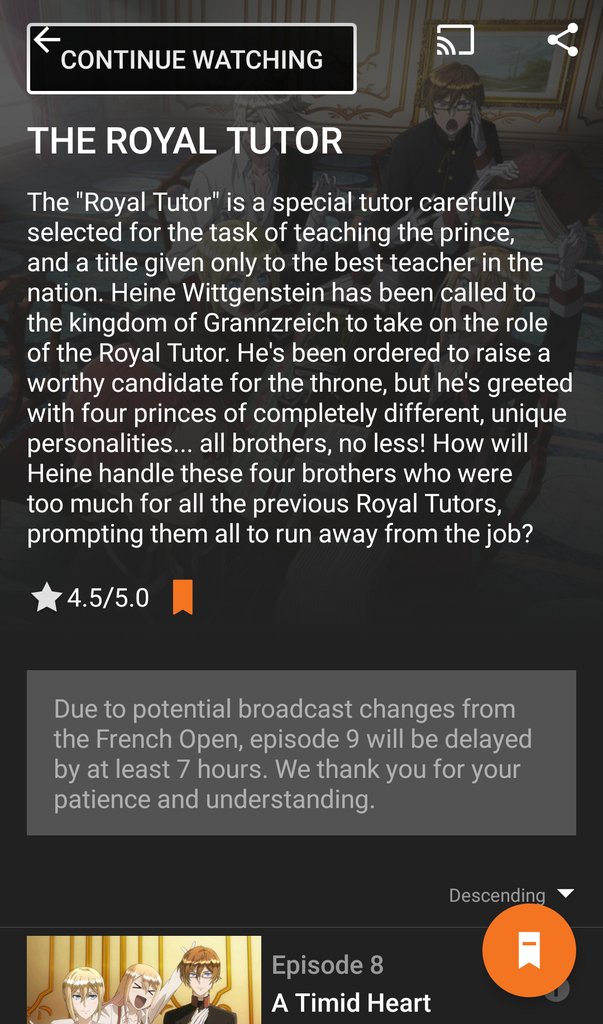 CONTINUE WATCHING
THE ROYAL TUTOR
The "Royal Tutor" is a special tutor carefully
selected for the task of teaching the prince,
and a title given only to the best teacher in the
nation. Heine Wittgenstein has been called to
the kingdom of Grannzreich to take on the role
of the Royal Tutor. He's been ordered to raise a
worthy candidate for the throne, but he's greeted
with four princes of completely different, unique
personalities... all brothers, no less! How will
Heine handle these four brothers who were
too much for all the previous Royal Tutors,
prompting them all to run away from the job?
4.5/5.0
Due to potential broadcast changes from
the French Open, episode 9 will be delayed
by at least 7 hours. We thank you for your
patience and understanding.
Descending
Episode 8
A Timid Heart